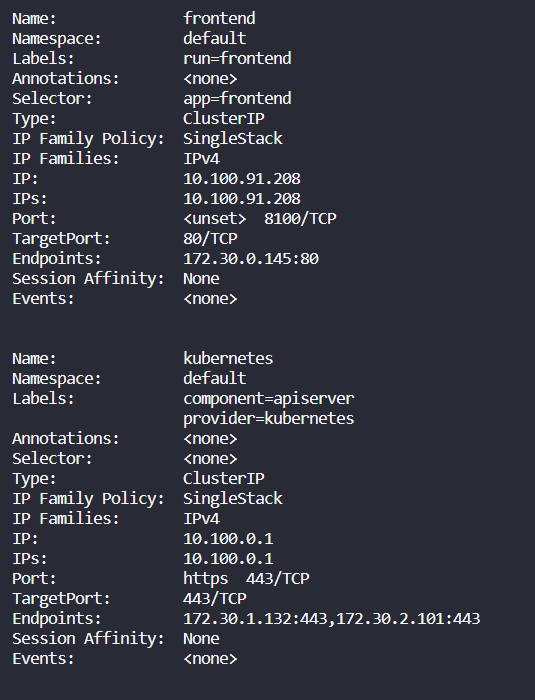 Name: frontend
Namespace: default
Labels: run=frontend
Annotations: <none>
Selector: app=frontend
Type: ClusterIP
IP Family Policy: SingleStack
IP Families: IPv4
IP: 10.100.91.208
IPs: 10.100.91.208
Port: <unset> 8100/TCP
TargetPort: 80/TCP
Endpoints: 172.30.0.145:80
Session Affinity: None
Events: <none>
Name: kubernetes
Namespace: default
Labels: component=apiserver
provider=kubernetes
Annotations: <none>
Selector: <none>
Type: ClusterIP
IP Family Policy: SingleStack
IP Families: IPv4
IP: 10.100.0.1
IPs: 10.100.0.1
Port: https 443/TCP
TargetPort: 443/TCP
Endpoints: 172.30.1.132:443,172.30.2.101:443
Session Affinity: None
Events: <none>